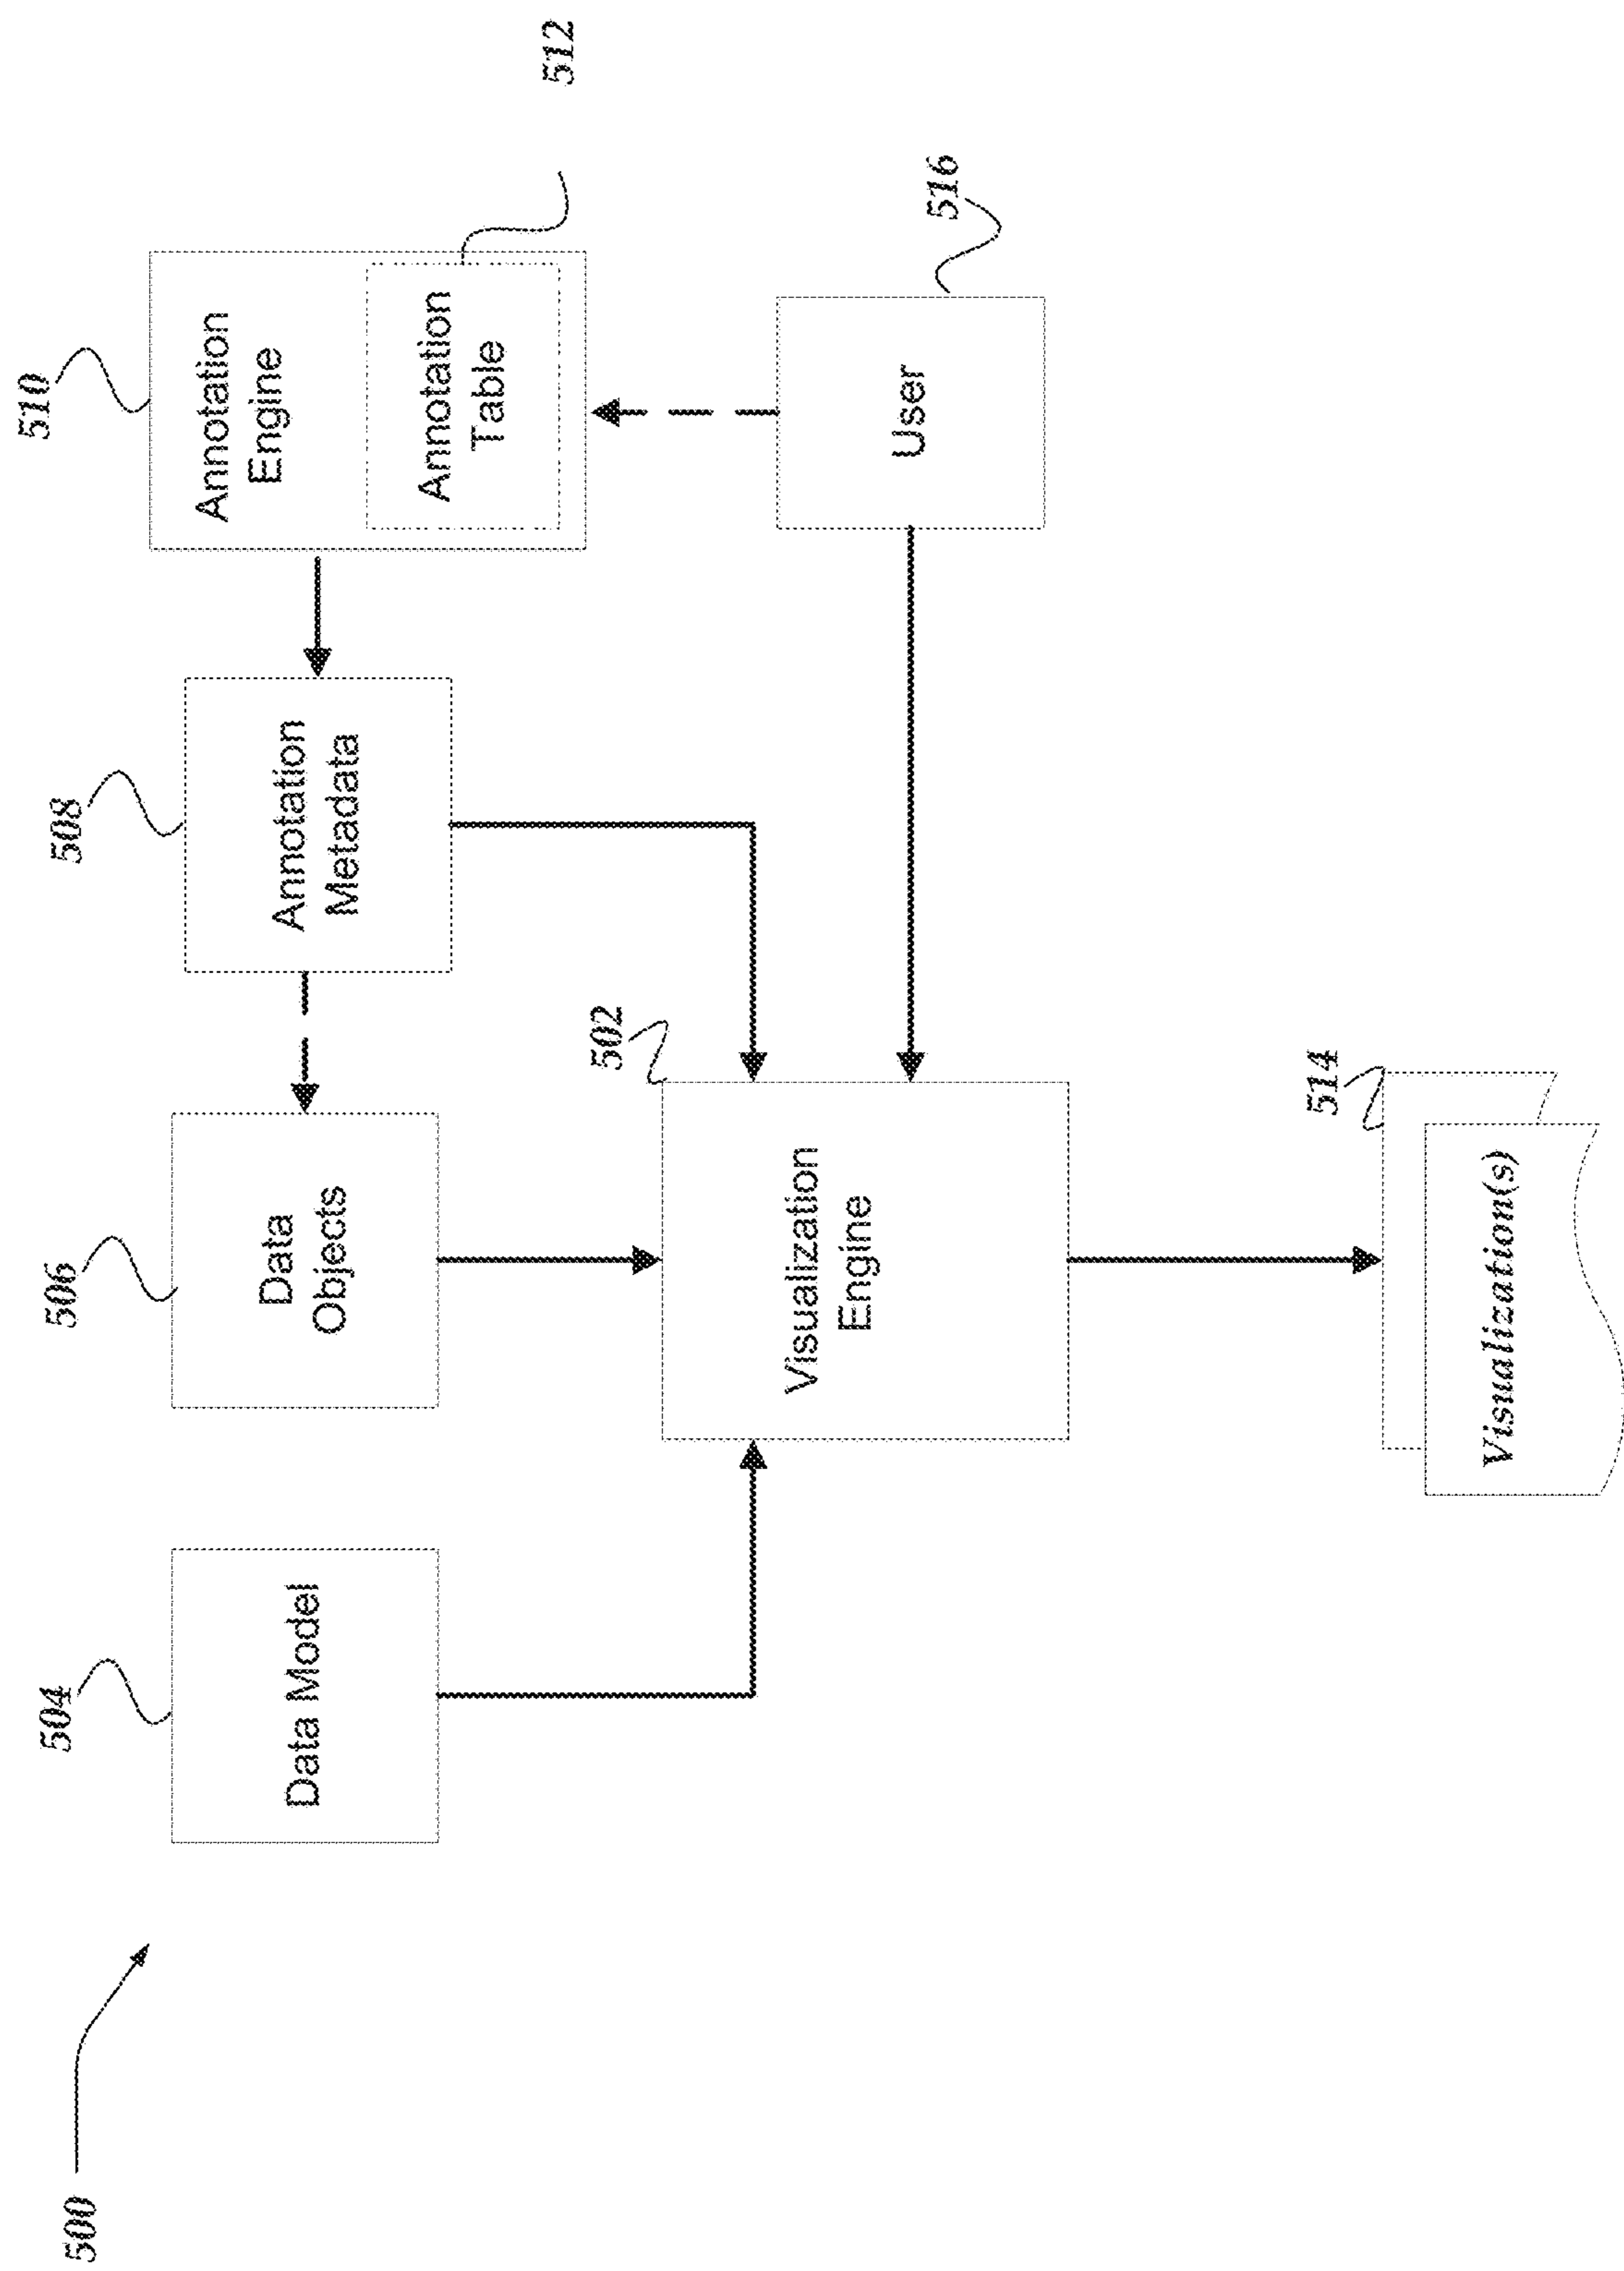 500
504
Data Model
506
Data
Objects
508
Annotation
Metadata
510
Annotation
Engine
Annotation
Table
512
502
Visualization
Engine
516
User
514
Visualization(s)